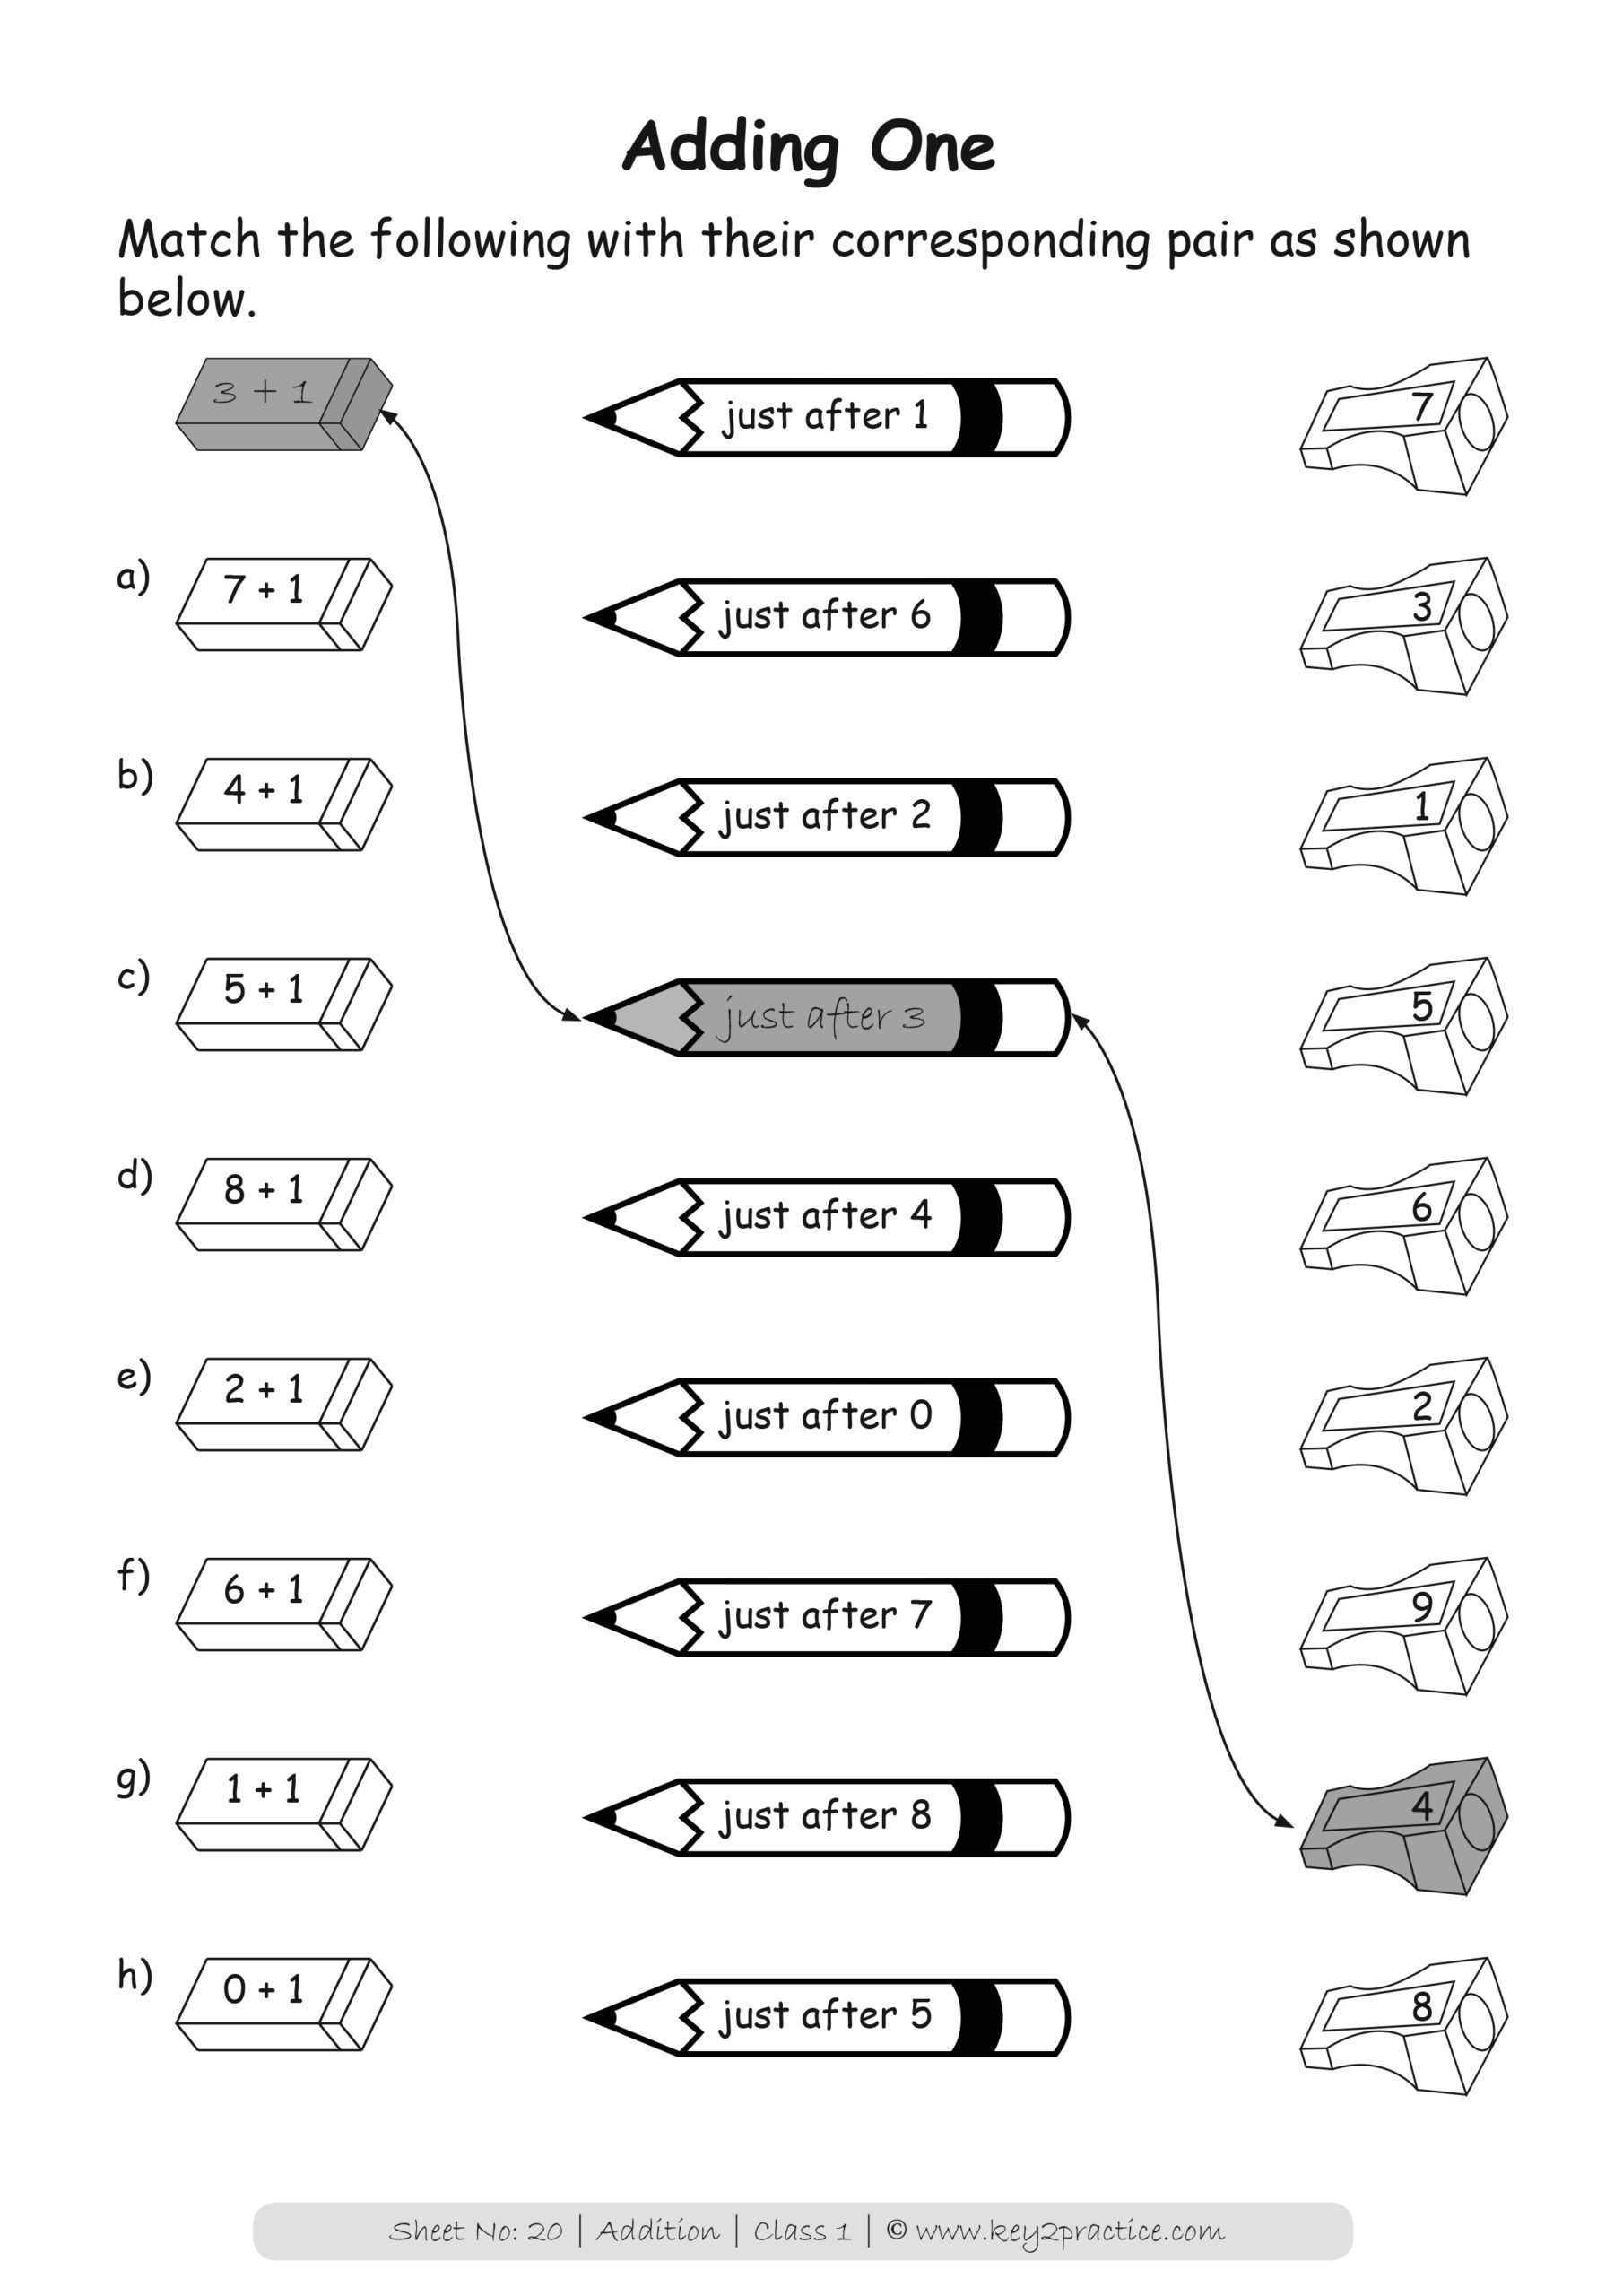 Adding One
Match the following with their corresponding pair as shown
below.
3 + 1 just after 1 7
a) 7 + 1 just after 6 3
b) 4 + 1 just after 2 1
c) 5 + 1 just after 3 5
d) 8 + 1 just after 4 6
e) 2 + 1 just after 0 2
f) 6 + 1 just after 7 9
g) 1 + 1 just after 8 4
h) 0 + 1 just after 5 8
Sheet No: 20 | Addition | Class 1 | © www.key2practice.com